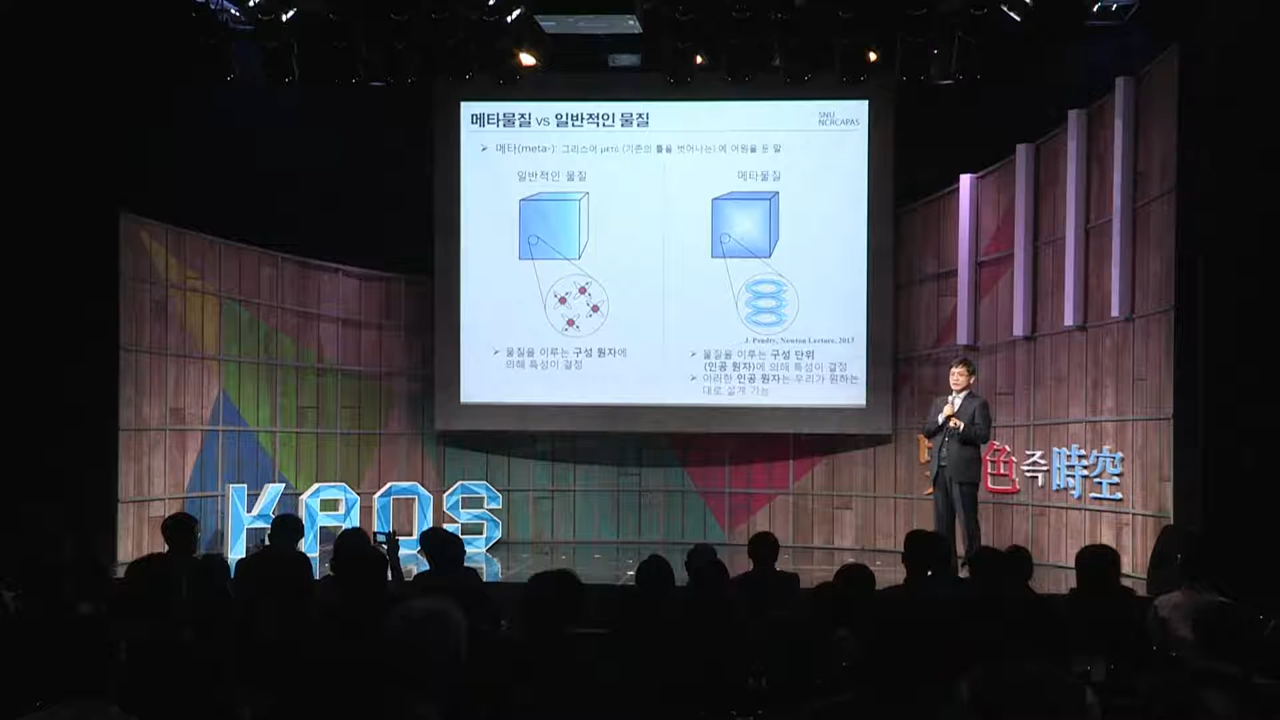 메타물질 vs 일반적인 물질
SNU
NCRCAPAS
➢ 메타(meta-): 그리스어 μετά (기존의 틀을 벗어나는)에 어원을 둔 말
일반적인 물질
메타물질
J. Pendry, Newton Lecture, 2013
➢ 물질을 이루는 구성 원자에
의해 특성이 결정
➢ 물질을 이루는 구성 단위
(인공 원자)에 의해 특성이 결정
➢ 이러한 인공 원자는 우리가 원하는
대로 설계 가능
色즉時空
KAOS